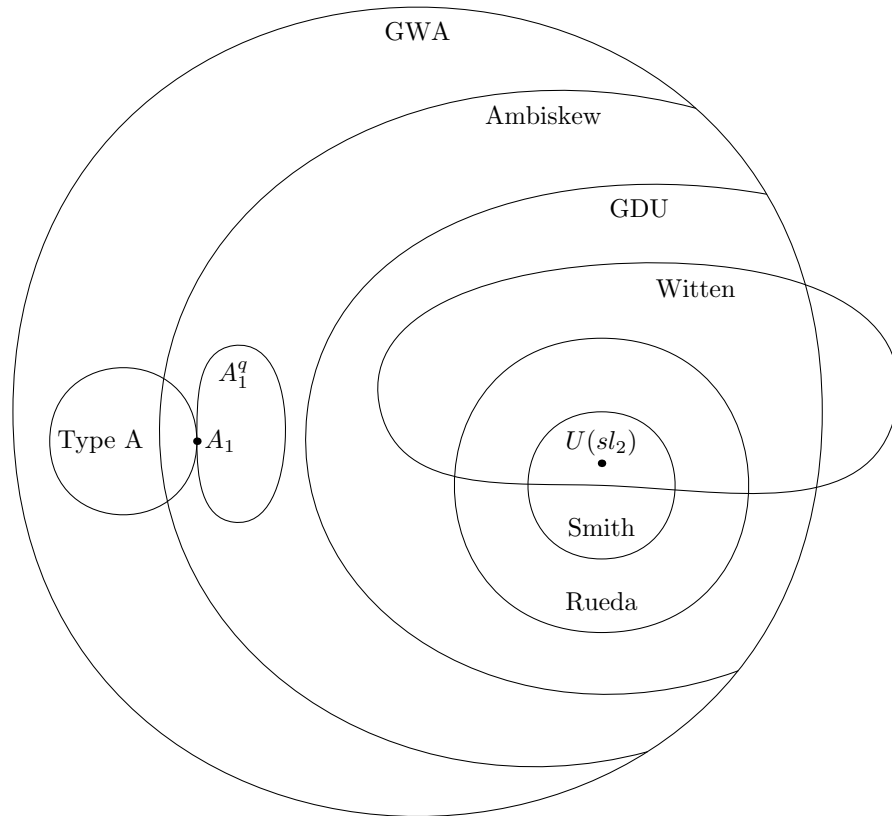 GWA
Ambiskew
GDU
Witten
A_1^q
Type A
A_1
U(sl_2)
Smith
Rueda